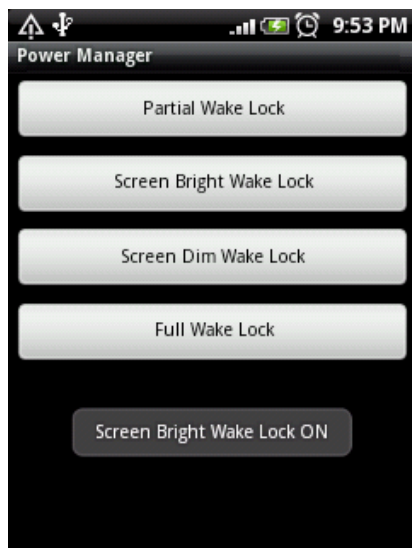 9:53 PM
Power Manager
Partial Wake Lock
Screen Bright Wake Lock
Screen Dim Wake Lock
Full Wake Lock
Screen Bright Wake Lock ON